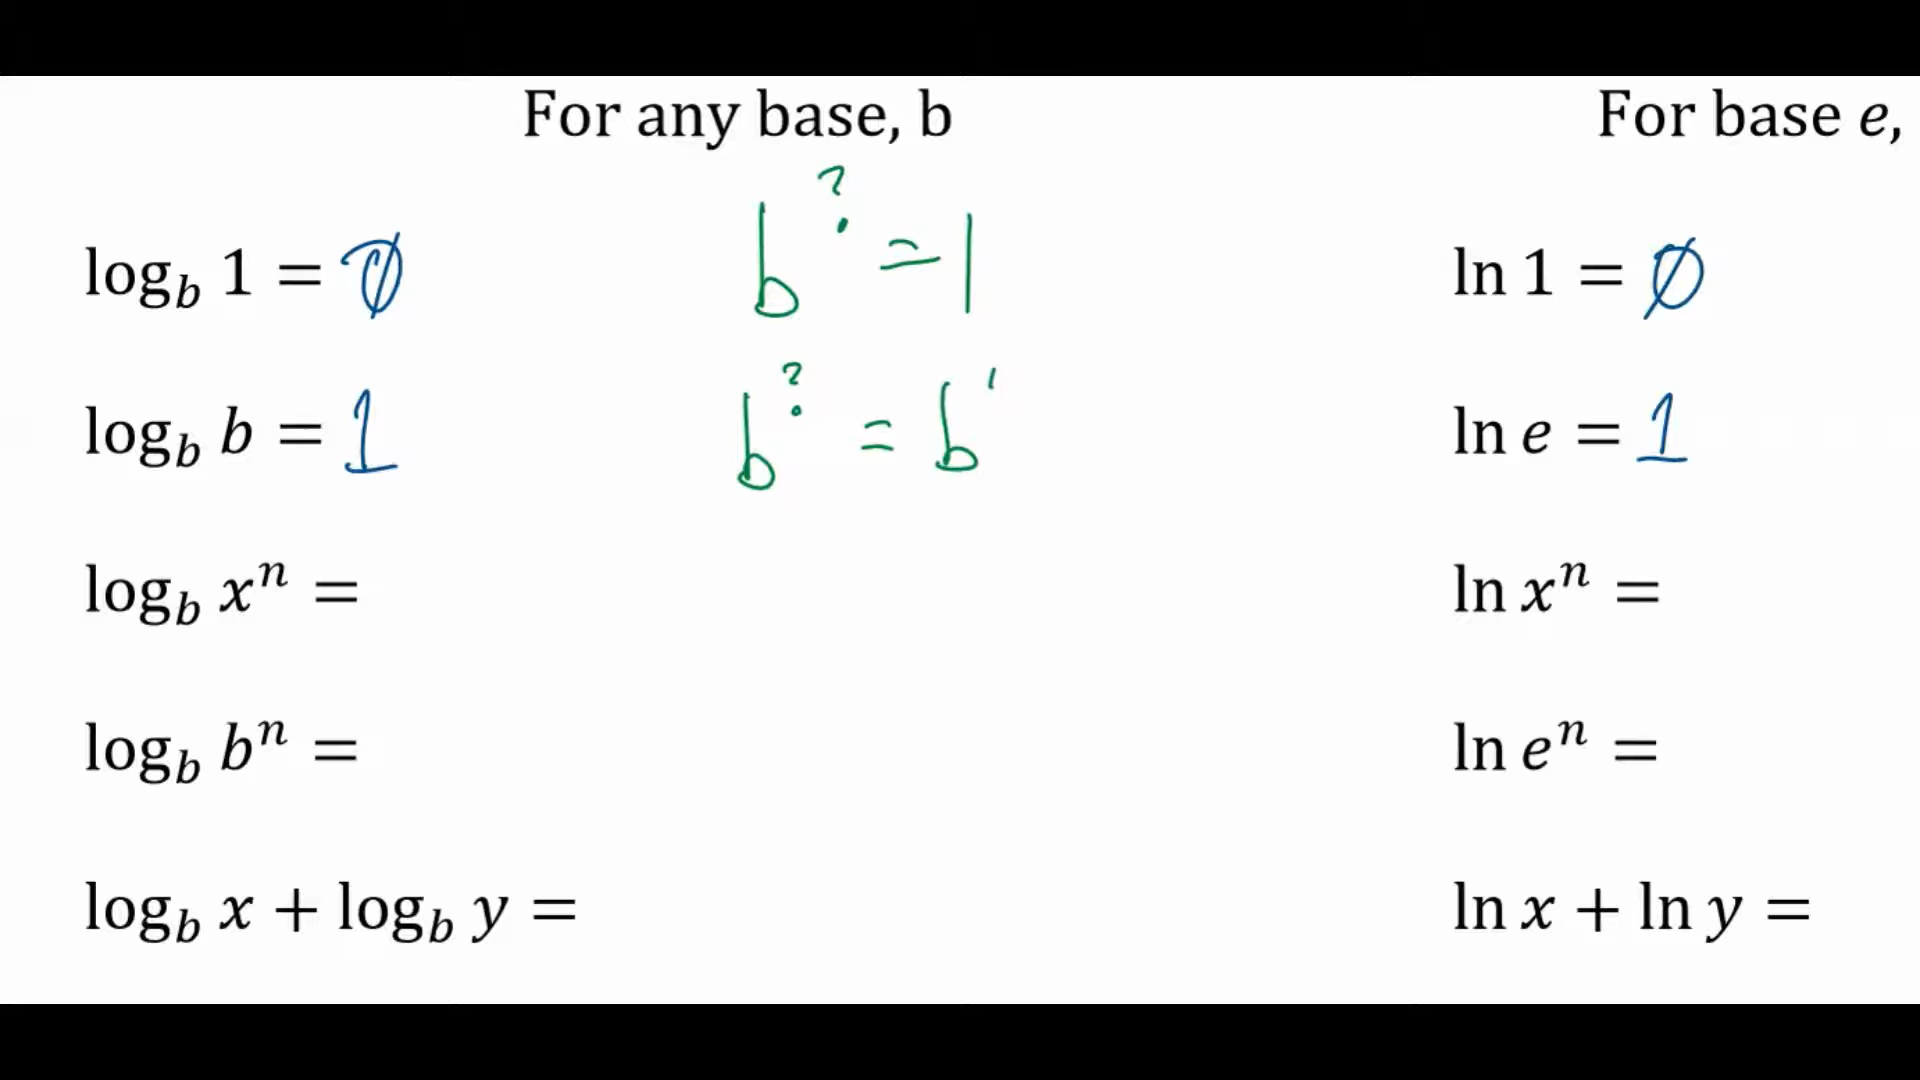 For any base, b For base e,
log_b 1 = 0 b^? = 1 ln 1 = 0
log_b b = 1 b^? = b^1 ln e = 1
log_b x^n = ln x^n =
log_b b^n = ln e^n =
log_b x + log_b y = ln x + ln y =